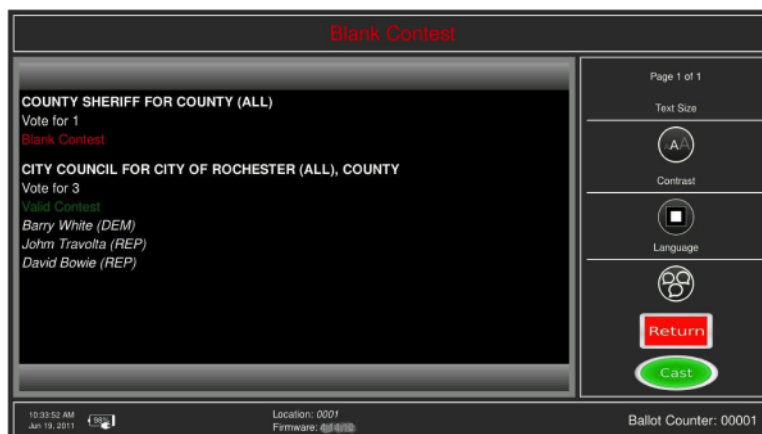 Blank Contest
COUNTY SHERIFF FOR COUNTY (ALL)
Vote for 1
Blank Contest
CITY COUNCIL FOR CITY OF ROCHESTER (ALL), COUNTY
Vote for 3
Valid Contest
Barry White (DEM)
Johm Travolta (REP)
David Bowie (REP)
Page 1 of 1
Text Size
AAA
Contrast
Language
Return
Cast
10:33:52 AM
Jun 19, 2011
98%
Location: 0001
Firmware:
Ballot Counter: 00001